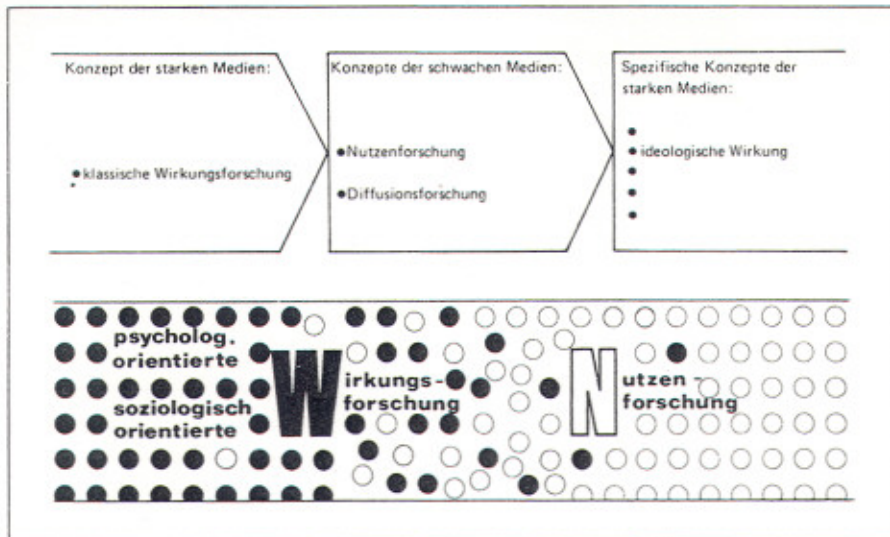 Konzept der starken Medien:
• klassische Wirkungsforschung
Konzepte der schwachen Medien:
• Nutzenforschung
• Diffusionsforschung
Spezifische Konzepte der
starken Medien:
•
• ideologische Wirkung
•
•
•
psycholog.
orientierte
soziologisch
orientierte
Wirkungs-
forschung
Nutzen-
forschung